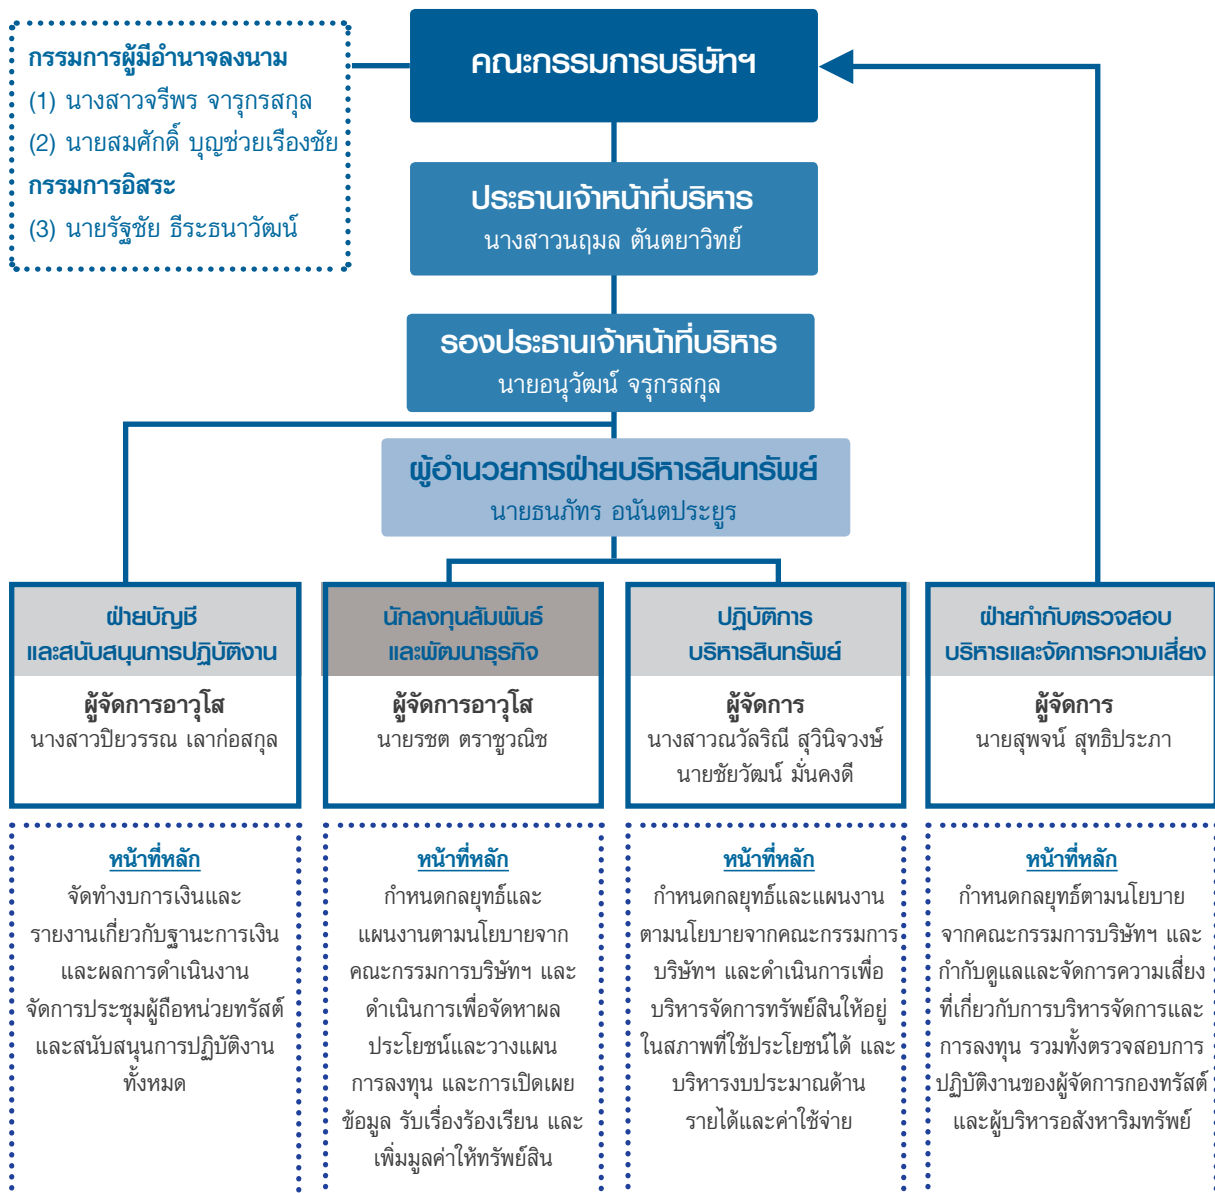 กรรมการผู้มีอำนาจลงนาม
(1) นางสาวจรีพร จารุกรสกุล
(2) นายสมศักดิ์ บุญช่วยเรืองชัย
กรรมการอิสระ
(3) นายรัฐชัย ธีระธนาวัฒน์
คณะกรรมการบริษัทฯ
ประธานเจ้าหน้าที่บริหาร
นางสาวนฤมล ตันตยาวิทย์
รองประธานเจ้าหน้าที่บริหาร
นายอนุวัฒน์ จรุกรสกุล
ผู้อำนวยการฝ่ายบริหารสินทรัพย์
นายธนภัทร อนันตประยูร
ฝ่ายบัญชี
และสนับสนุนการปฏิบัติงาน
ผู้จัดการอาวุโส
นางสาวปิยวรรณ เลาก่อสกุล
หน้าที่หลัก
จัดทำงบการเงินและ
รายงานเกี่ยวกับฐานะการเงิน
และผลการดำเนินงาน
จัดการประชุมผู้ถือหน่วยทรัสต์
และสนับสนุนการปฏิบัติงาน
ทั้งหมด
นักลงทุนสัมพันธ์
และพัฒนาธุรกิจ
ผู้จัดการอาวุโส
นายรชต ตราชูวณิช
หน้าที่หลัก
กำหนดกลยุทธ์และ
แผนงานตามนโยบายจาก
คณะกรรมการบริษัทฯ และ
ดำเนินการเพื่อจัดหาผล
ประโยชน์และวางแผน
การลงทุน และการเปิดเผย
ข้อมูล รับเรื่องร้องเรียน และ
เพิ่มมูลค่าให้ทรัพย์สิน
ปฏิบัติการ
บริหารสินทรัพย์
ผู้จัดการ
นางสาวณวัลริณี สุวินิจวงษ์
นายชัยวัฒน์ มั่นคงดี
หน้าที่หลัก
กำหนดกลยุทธ์และแผนงาน
ตามนโยบายจากคณะกรรมการ
บริษัทฯ และดำเนินการเพื่อ
บริหารจัดการทรัพย์สินให้อยู่
ในสภาพที่ใช้ประโยชน์ได้ และ
บริหารงบประมาณด้าน
รายได้และค่าใช้จ่าย
ฝ่ายกำกับตรวจสอบ
บริหารและจัดการความเสี่ยง
ผู้จัดการ
นายสุพจน์ สุทธิประภา
หน้าที่หลัก
กำหนดกลยุทธ์ตามนโยบาย
จากคณะกรรมการบริษัทฯ และ
กำกับดูแลและจัดการความเสี่ยง
ที่เกี่ยวกับการบริหารจัดการและ
การลงทุน รวมทั้งตรวจสอบการ
ปฏิบัติงานของผู้จัดการกองทรัสต์
และผู้บริหารอสังหาริมทรัพย์